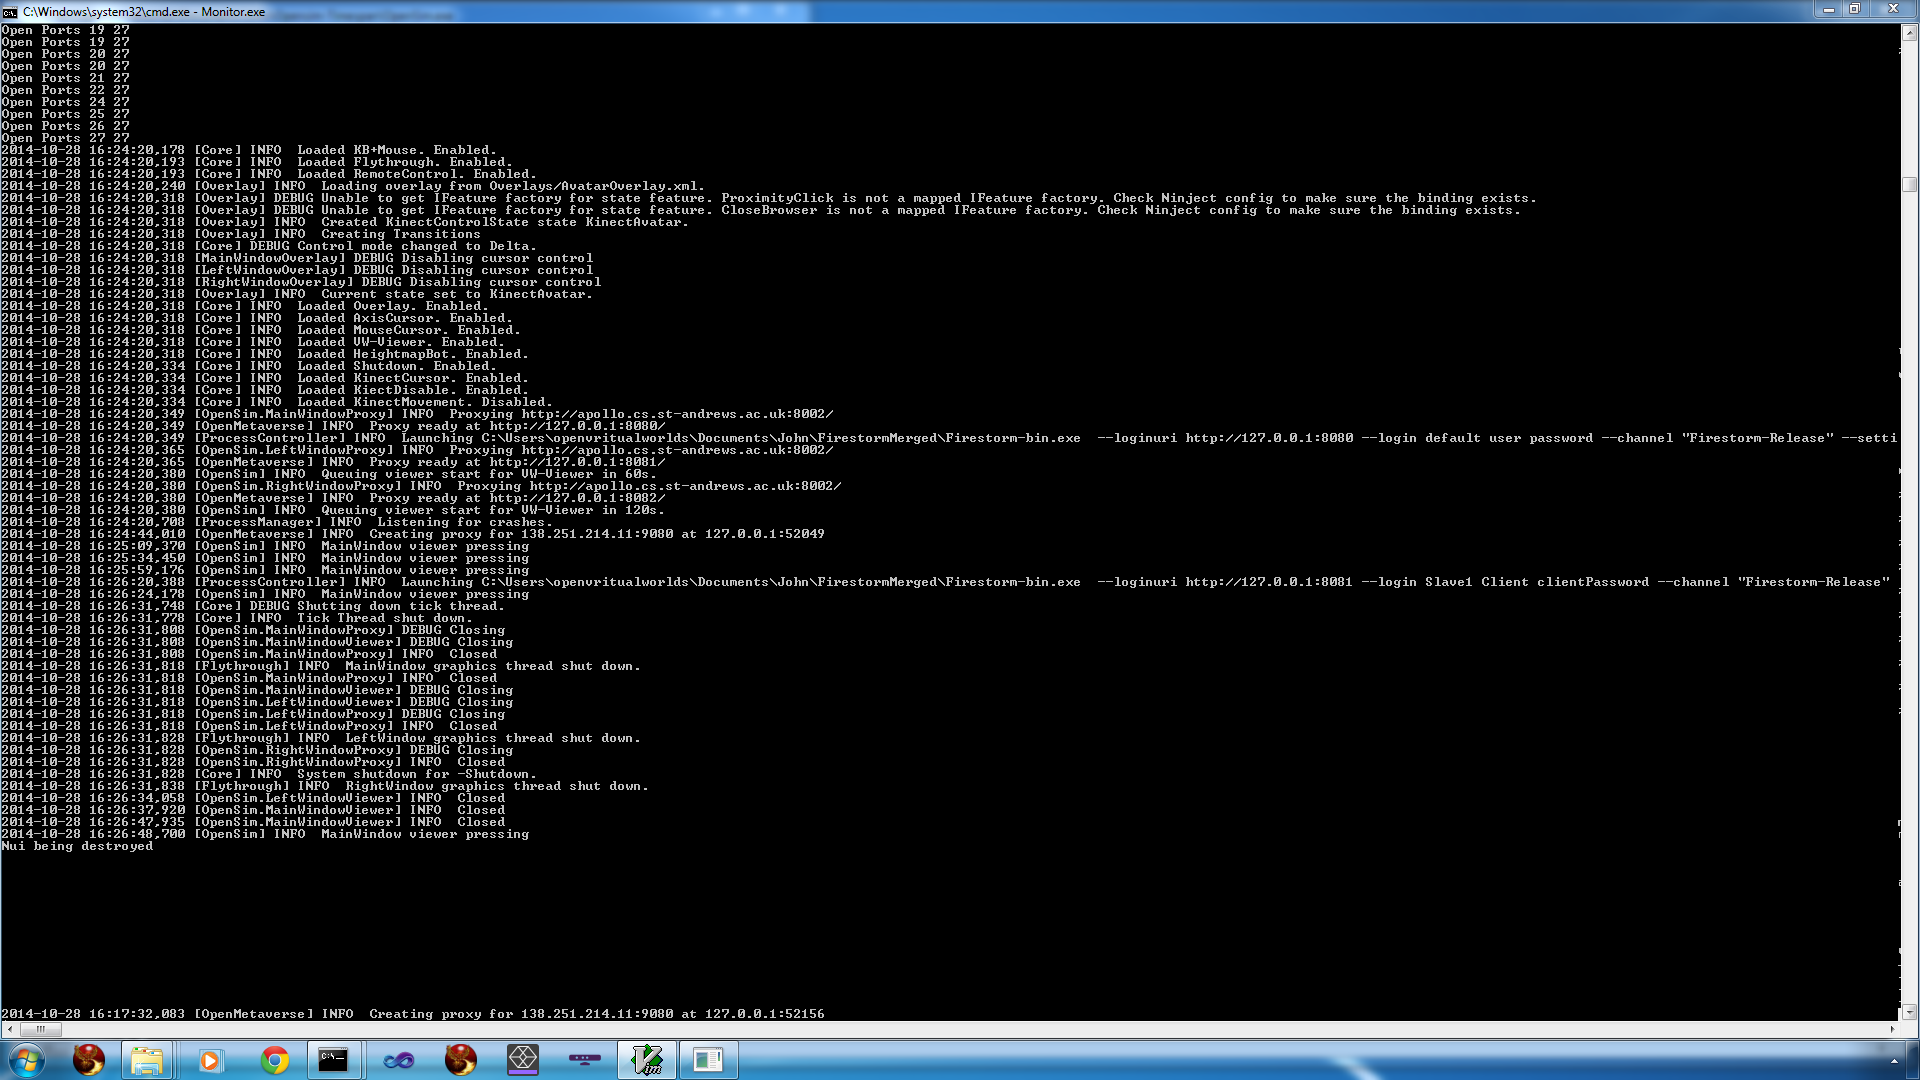 C:\Windows\system32\cmd.exe - Monitor.exe
Open Ports 19 27
Open Ports 19 27
Open Ports 20 27
Open Ports 20 27
Open Ports 21 27
Open Ports 22 27
Open Ports 24 27
Open Ports 25 27
Open Ports 26 27
Open Ports 27 27
2014-10-28 16:24:20,178 [Core] INFO  Loaded KB+Mouse. Enabled.
2014-10-28 16:24:20,193 [Core] INFO  Loaded Flythrough. Enabled.
2014-10-28 16:24:20,193 [Core] INFO  Loaded RemoteControl. Enabled.
2014-10-28 16:24:20,240 [Overlay] INFO  Loading overlay from Overlays/AvatarOverlay.xml.
2014-10-28 16:24:20,318 [Overlay] DEBUG Unable to get IFeature factory for state feature. ProximityClick is not a mapped IFeature factory. Check Ninject config to make sure the binding exists.
2014-10-28 16:24:20,318 [Overlay] DEBUG Unable to get IFeature factory for state feature. CloseBrowser is not a mapped IFeature factory. Check Ninject config to make sure the binding exists.
2014-10-28 16:24:20,318 [Overlay] INFO  Created KinectControlState state KinectAvatar.
2014-10-28 16:24:20,318 [Overlay] INFO  Creating Transitions
2014-10-28 16:24:20,318 [Core] DEBUG Control mode changed to Delta.
2014-10-28 16:24:20,318 [MainWindowOverlay] DEBUG Disabling cursor control
2014-10-28 16:24:20,318 [LeftWindowOverlay] DEBUG Disabling cursor control
2014-10-28 16:24:20,318 [RightWindowOverlay] DEBUG Disabling cursor control
2014-10-28 16:24:20,318 [Overlay] INFO  Current state set to KinectAvatar.
2014-10-28 16:24:20,318 [Core] INFO  Loaded Overlay. Enabled.
2014-10-28 16:24:20,318 [Core] INFO  Loaded AxisCursor. Enabled.
2014-10-28 16:24:20,318 [Core] INFO  Loaded MouseCursor. Enabled.
2014-10-28 16:24:20,318 [Core] INFO  Loaded VW-Viewer. Enabled.
2014-10-28 16:24:20,318 [Core] INFO  Loaded HeightmapBot. Enabled.
2014-10-28 16:24:20,334 [Core] INFO  Loaded Shutdown. Enabled.
2014-10-28 16:24:20,334 [Core] INFO  Loaded KinectCursor. Enabled.
2014-10-28 16:24:20,334 [Core] INFO  Loaded KiectDisable. Enabled.
2014-10-28 16:24:20,334 [Core] INFO  Loaded KinectMovement. Disabled.
2014-10-28 16:24:20,349 [OpenSim.MainWindowProxy] INFO  Proxying http://apollo.cs.st-andrews.ac.uk:8002/
2014-10-28 16:24:20,349 [OpenMetaverse] INFO  Proxy ready at http://127.0.0.1:8080/
2014-10-28 16:24:20,349 [ProcessController] INFO  Launching C:\Users\openvritualworlds\Documents\John\FirestormMerged\Firestorm-bin.exe  --loginuri http://127.0.0.1:8080 --login default user password --channel "Firestorm-Release" --setti
2014-10-28 16:24:20,365 [OpenSim.LeftWindowProxy] INFO  Proxying http://apollo.cs.st-andrews.ac.uk:8002/
2014-10-28 16:24:20,365 [OpenMetaverse] INFO  Proxy ready at http://127.0.0.1:8081/
2014-10-28 16:24:20,380 [OpenSim] INFO  Queuing viewer start for VW-Viewer in 60s.
2014-10-28 16:24:20,380 [OpenSim.RightWindowProxy] INFO  Proxying http://apollo.cs.st-andrews.ac.uk:8002/
2014-10-28 16:24:20,380 [OpenMetaverse] INFO  Proxy ready at http://127.0.0.1:8082/
2014-10-28 16:24:20,380 [OpenSim] INFO  Queuing viewer start for VW-Viewer in 120s.
2014-10-28 16:24:20,708 [ProcessManager] INFO  Listening for crashes.
2014-10-28 16:24:44,010 [OpenMetaverse] INFO  Creating proxy for 138.251.214.11:9080 at 127.0.0.1:52049
2014-10-28 16:25:09,370 [OpenSim] INFO  MainWindow viewer pressing
2014-10-28 16:25:34,450 [OpenSim] INFO  MainWindow viewer pressing
2014-10-28 16:25:59,176 [OpenSim] INFO  MainWindow viewer pressing
2014-10-28 16:26:20,388 [ProcessController] INFO  Launching C:\Users\openvritualworlds\Documents\John\FirestormMerged\Firestorm-bin.exe  --loginuri http://127.0.0.1:8081 --login Slave1 Client clientPassword --channel "Firestorm-Release"
2014-10-28 16:26:24,178 [OpenSim] INFO  MainWindow viewer pressing
2014-10-28 16:26:31,748 [Core] DEBUG Shutting down tick thread.
2014-10-28 16:26:31,778 [Core] INFO  Tick Thread shut down.
2014-10-28 16:26:31,808 [OpenSim.MainWindowProxy] DEBUG Closing
2014-10-28 16:26:31,808 [OpenSim.MainWindowViewer] DEBUG Closing
2014-10-28 16:26:31,808 [OpenSim.MainWindowProxy] INFO  Closed
2014-10-28 16:26:31,818 [Flythrough] INFO  MainWindow graphics thread shut down.
2014-10-28 16:26:31,818 [OpenSim.MainWindowProxy] INFO  Closed
2014-10-28 16:26:31,818 [OpenSim.MainWindowViewer] DEBUG Closing
2014-10-28 16:26:31,818 [OpenSim.LeftWindowViewer] DEBUG Closing
2014-10-28 16:26:31,818 [OpenSim.LeftWindowProxy] DEBUG Closing
2014-10-28 16:26:31,818 [OpenSim.LeftWindowProxy] INFO  Closed
2014-10-28 16:26:31,828 [Flythrough] INFO  LeftWindow graphics thread shut down.
2014-10-28 16:26:31,828 [OpenSim.RightWindowProxy] DEBUG Closing
2014-10-28 16:26:31,828 [OpenSim.RightWindowProxy] INFO  Closed
2014-10-28 16:26:31,828 [Core] INFO  System shutdown for -Shutdown.
2014-10-28 16:26:31,838 [Flythrough] INFO  RightWindow graphics thread shut down.
2014-10-28 16:26:34,058 [OpenSim.LeftWindowViewer] INFO  Closed
2014-10-28 16:26:37,920 [OpenSim.MainWindowViewer] INFO  Closed
2014-10-28 16:26:47,935 [OpenSim.MainWindowViewer] INFO  Closed
2014-10-28 16:26:48,700 [OpenSim] INFO  MainWindow viewer pressing
Nui being destroyed
2014-10-28 16:17:32,083 [OpenMetaverse] INFO  Creating proxy for 138.251.214.11:9080 at 127.0.0.1:52156